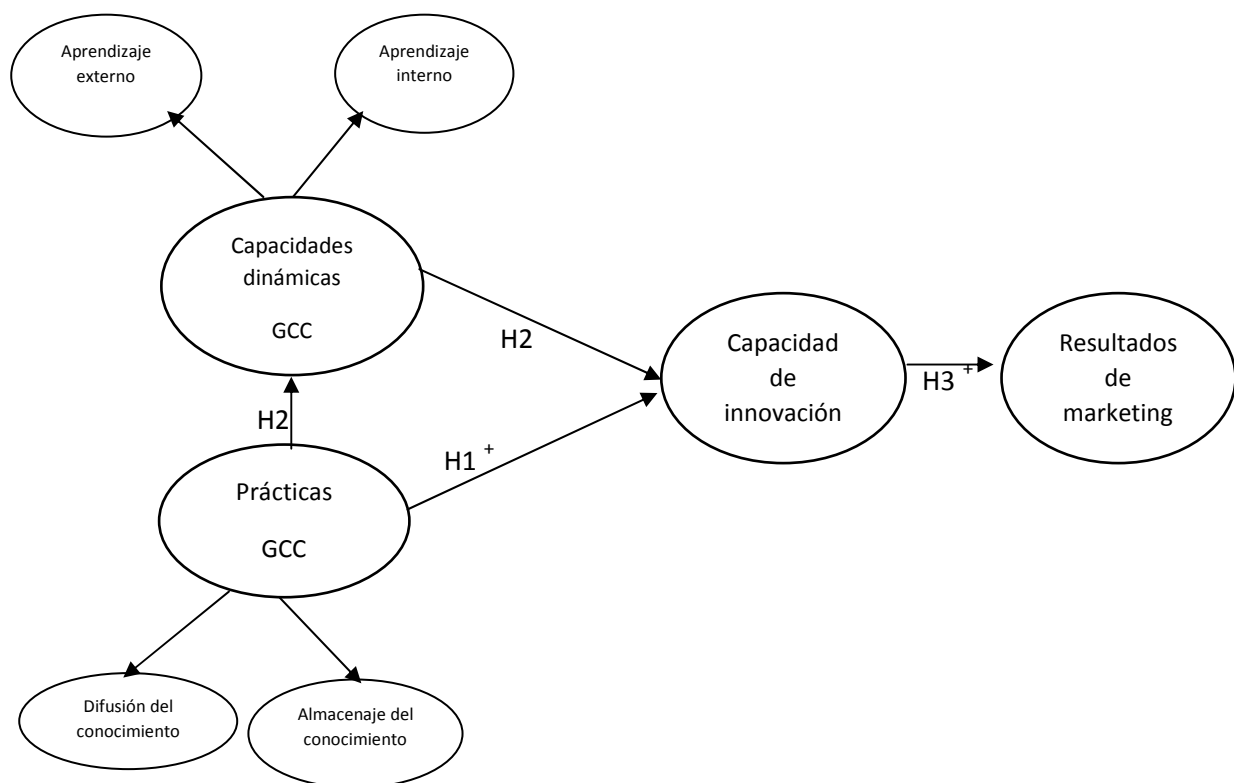 Aprendizaje
externo
Aprendizaje
interno
Capacidades
dinámicas
GCC
H2
Capacidad
de
innovación
H3 +
Resultados
de
marketing
H2
H1 +
Prácticas
GCC
Difusión del
conocimiento
Almacenaje del
conocimiento